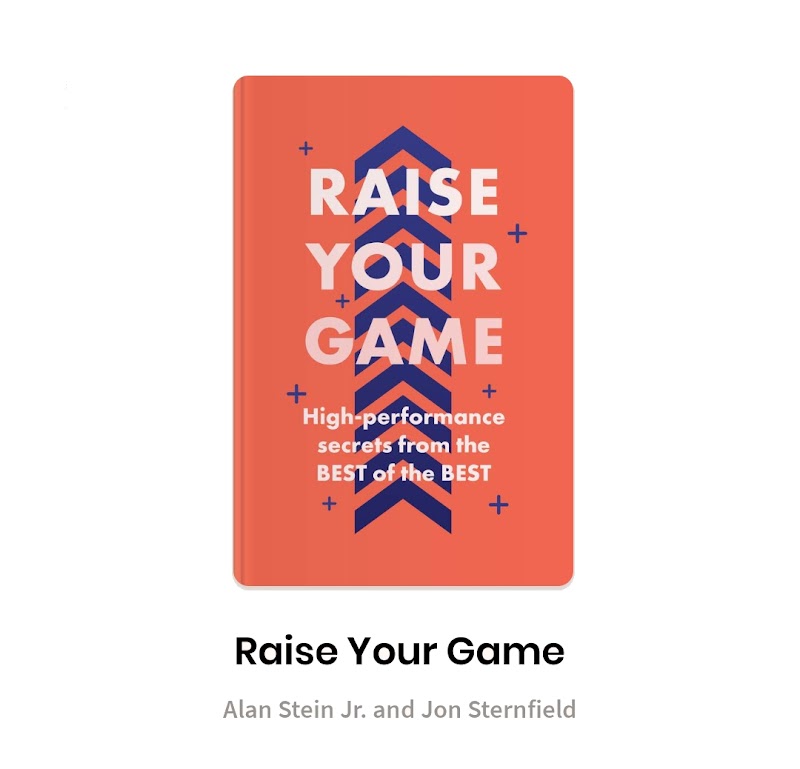 RAISE
YOUR
GAME
High-performance
secrets from the
BEST of the BEST
Raise Your Game
Alan Stein Jr. and Jon Sternfield